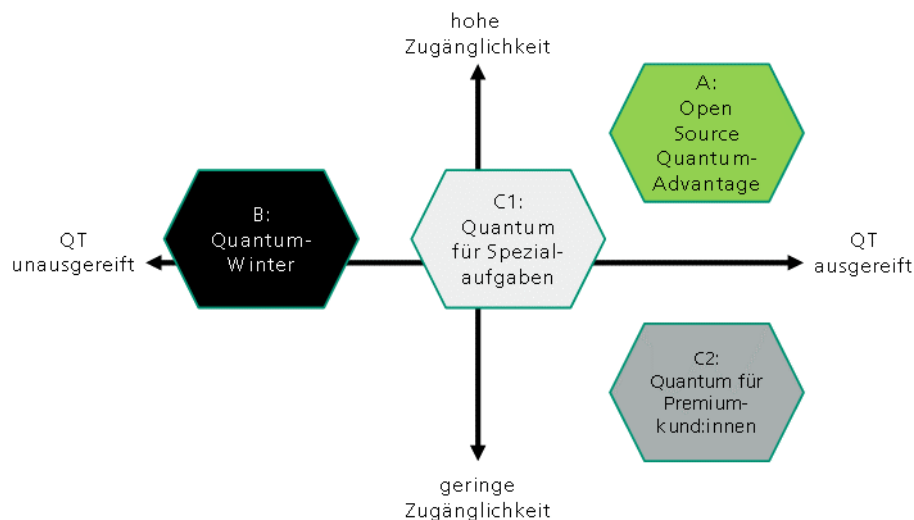 hohe
Zugänglichkeit
A:
Open
Source
Quantum-
Advantage
B:
Quantum-
Winter
C1:
Quantum
für Spezial-
aufgaben
QT
unausgereift
QT
ausgereift
C2:
Quantum für
Premium-
kund:innen
geringe
Zugänglichkeit